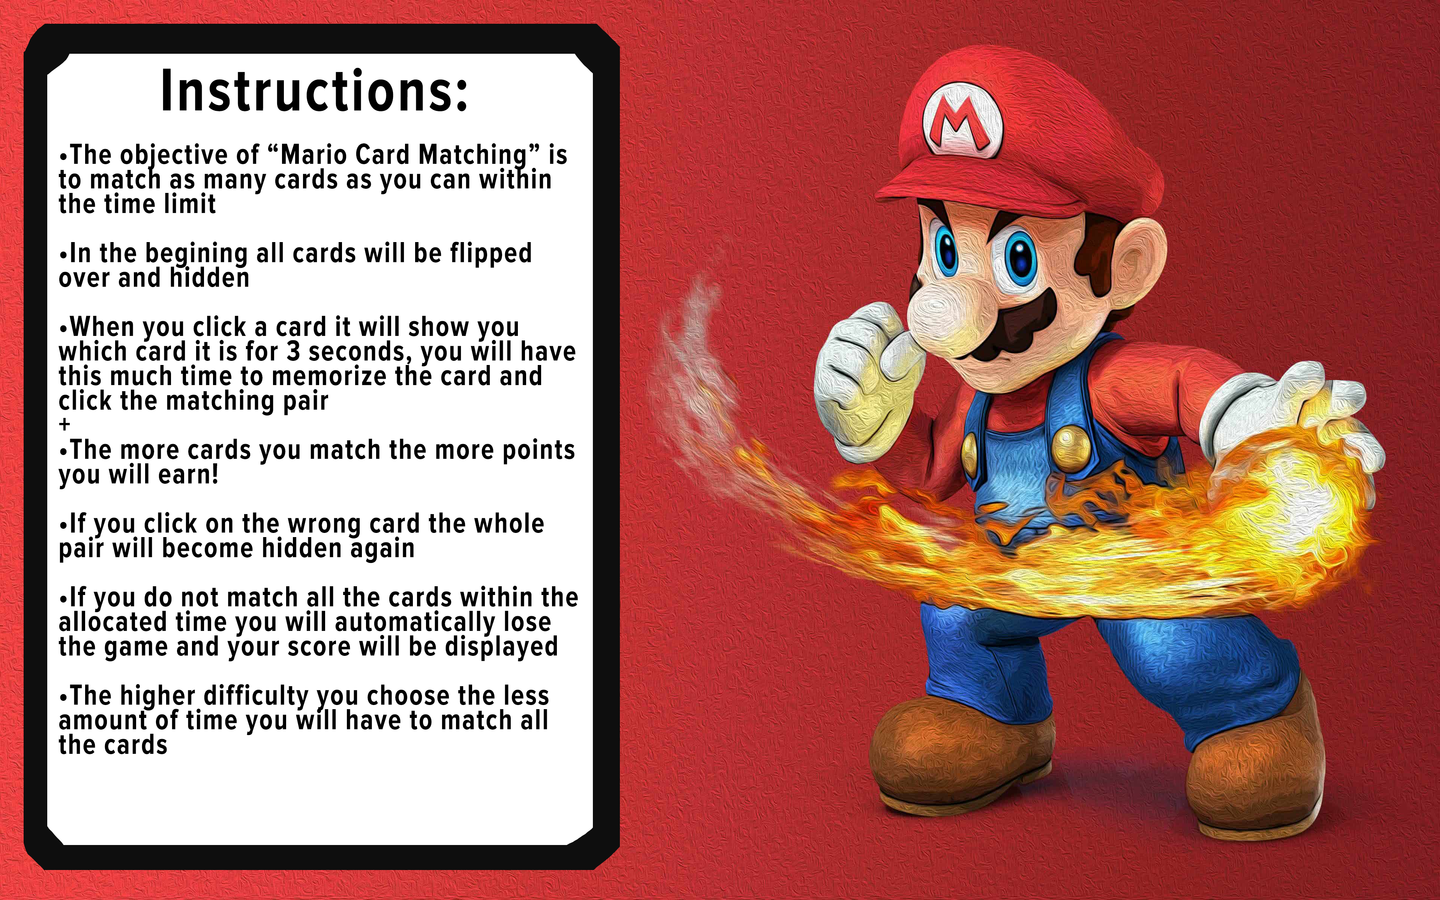 Instructions:
•The objective of “Mario Card Matching” is
to match as many cards as you can within
the time limit
•In the begining all cards will be flipped
over and hidden
•When you click a card it will show you
which card it is for 3 seconds, you will have
this much time to memorize the card and
click the matching pair
+
•The more cards you match the more points
you will earn!
•If you click on the wrong card the whole
pair will become hidden again
•If you do not match all the cards within the
allocated time you will automatically lose
the game and your score will be displayed
•The higher difficulty you choose the less
amount of time you will have to match all
the cards
M